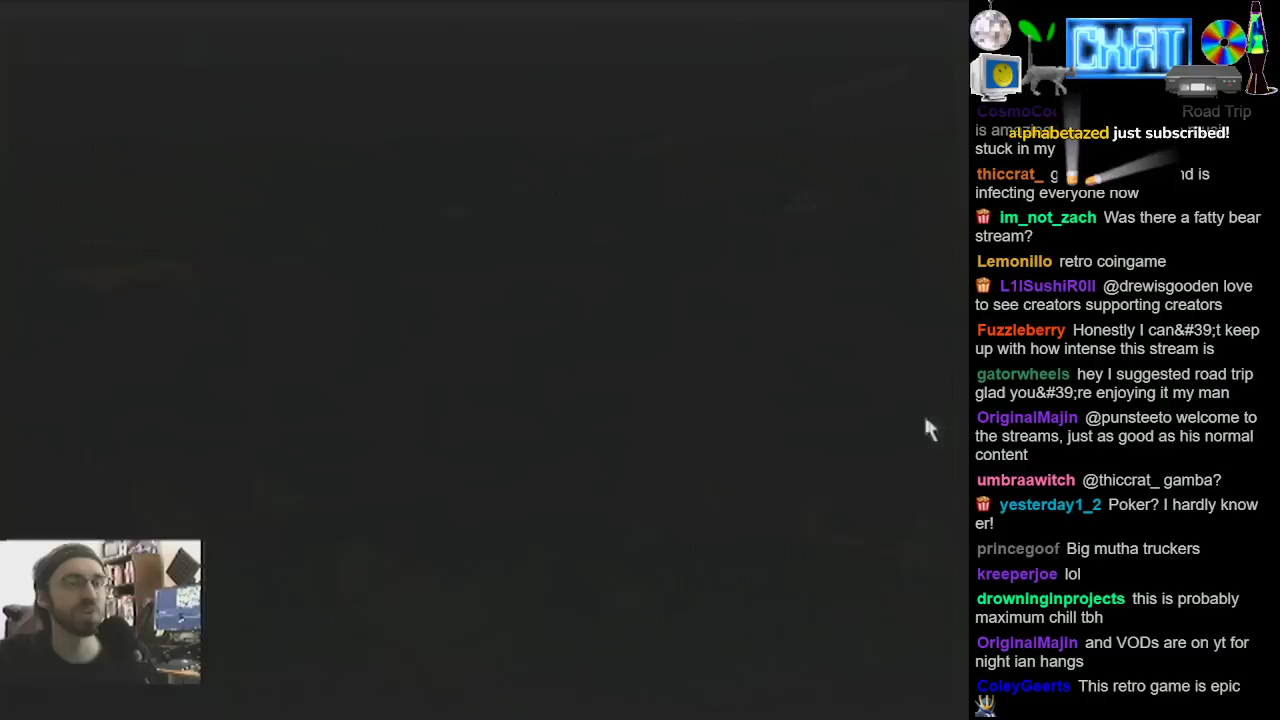 CHAT
CosmoCo Road Trip
is ama
alphabetazed just subscribed!
stuck in my
thiccrat_ g nd is
infecting everyone now
im_not_zach Was there a fatty bear
stream?
Lemonillo retro coingame
L1lSushiR0ll @drewisgooden love
to see creators supporting creators
Fuzzleberry Honestly I can&#39;t keep
up with how intense this stream is
gatorwheels hey I suggested road trip
glad you&#39;re enjoying it my man
OriginalMajin @punsteeto welcome to
the streams, just as good as his normal
content
umbraawitch @thiccrat_ gamba?
yesterday1_2 Poker? I hardly know
er!
princegoof Big mutha truckers
kreeperjoe lol
drowninginprojects this is probably
maximum chill tbh
OriginalMajin and VODs are on yt for
night ian hangs
ColeyGeerts This retro game is epic